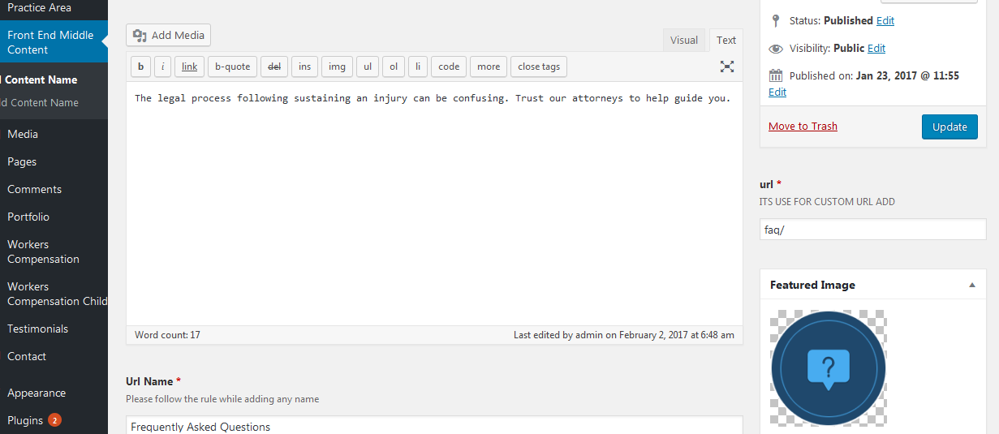 Practice Area
Front End Middle
Content
Content Name
Content Name
Media
Pages
Comments
Portfolio
Workers
Compensation
Workers
Compensation Child
Testimonials
Contact
Appearance
Plugins 2
Add Media
Visual Text
b i link b-quote del ins img ul ol li code more close tags
The legal process following sustaining an injury can be confusing. Trust our attorneys to help guide you.
Word count: 17 Last edited by admin on February 2, 2017 at 6:48 am
Url Name *
Please follow the rule while adding any name
Frequently Asked Questions
Status: Published Edit
Visibility: Public Edit
Published on: Jan 23, 2017 @ 11:55
Edit
Move to Trash Update
url *
ITS USE FOR CUSTOM URL ADD
faq/
Featured Image
?